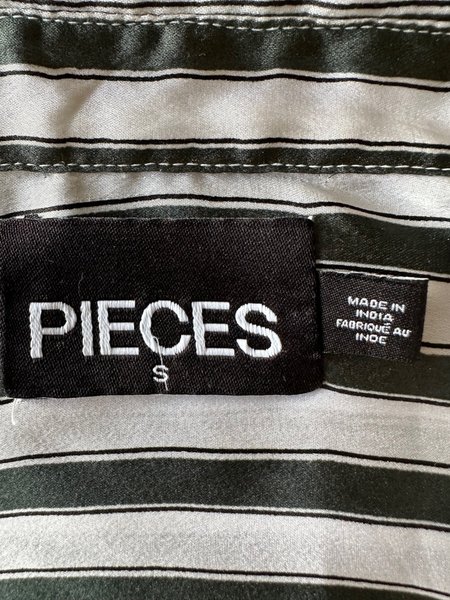 PIECES
S
MADE IN
INDIA
FABRIQUÉ AU
INDE